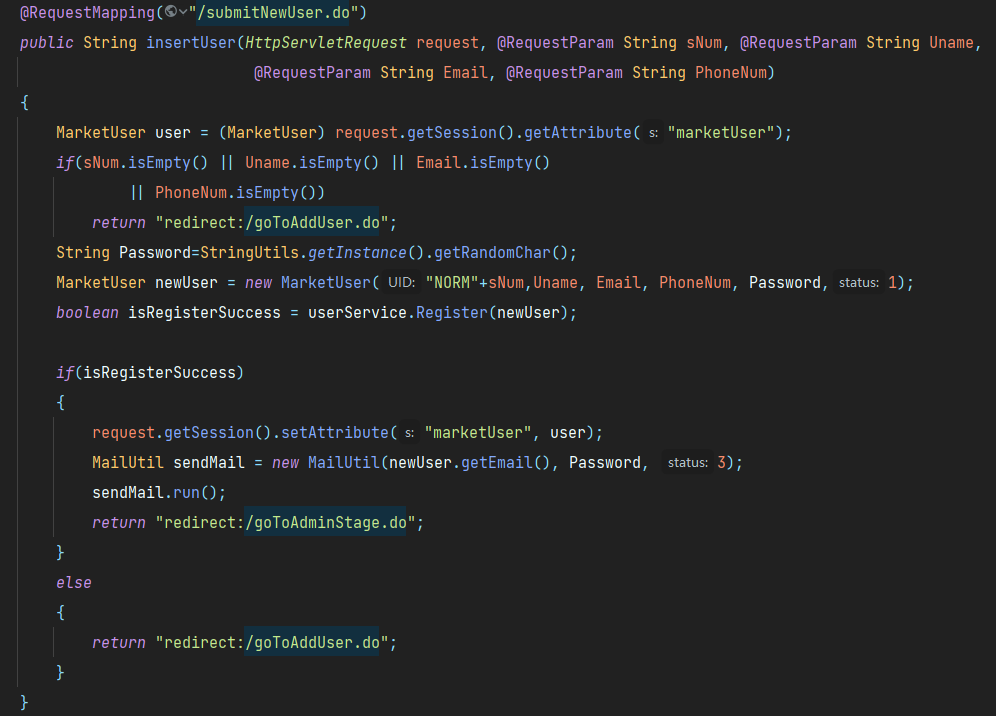 @RequestMapping("/submitNewUser.do")
public String insertUser(HttpServletRequest request, @RequestParam String sNum, @RequestParam String Uname,
@RequestParam String Email, @RequestParam String PhoneNum)
{
MarketUser user = (MarketUser) request.getSession().getAttribute( s: "marketUser");
if(sNum.isEmpty() || Uname.isEmpty() || Email.isEmpty()
|| PhoneNum.isEmpty())
return "redirect:/goToAddUser.do";
String Password=StringUtils.getInstance().getRandomChar();
MarketUser newUser = new MarketUser( UID: "NORM"+sNum,Uname, Email, PhoneNum, Password, status: 1);
boolean isRegisterSuccess = userService.Register(newUser);
if(isRegisterSuccess)
{
request.getSession().setAttribute( s: "marketUser", user);
MailUtil sendMail = new MailUtil(newUser.getEmail(), Password, status: 3);
sendMail.run();
return "redirect:/goToAdminStage.do";
}
else
{
return "redirect:/goToAddUser.do";
}
}